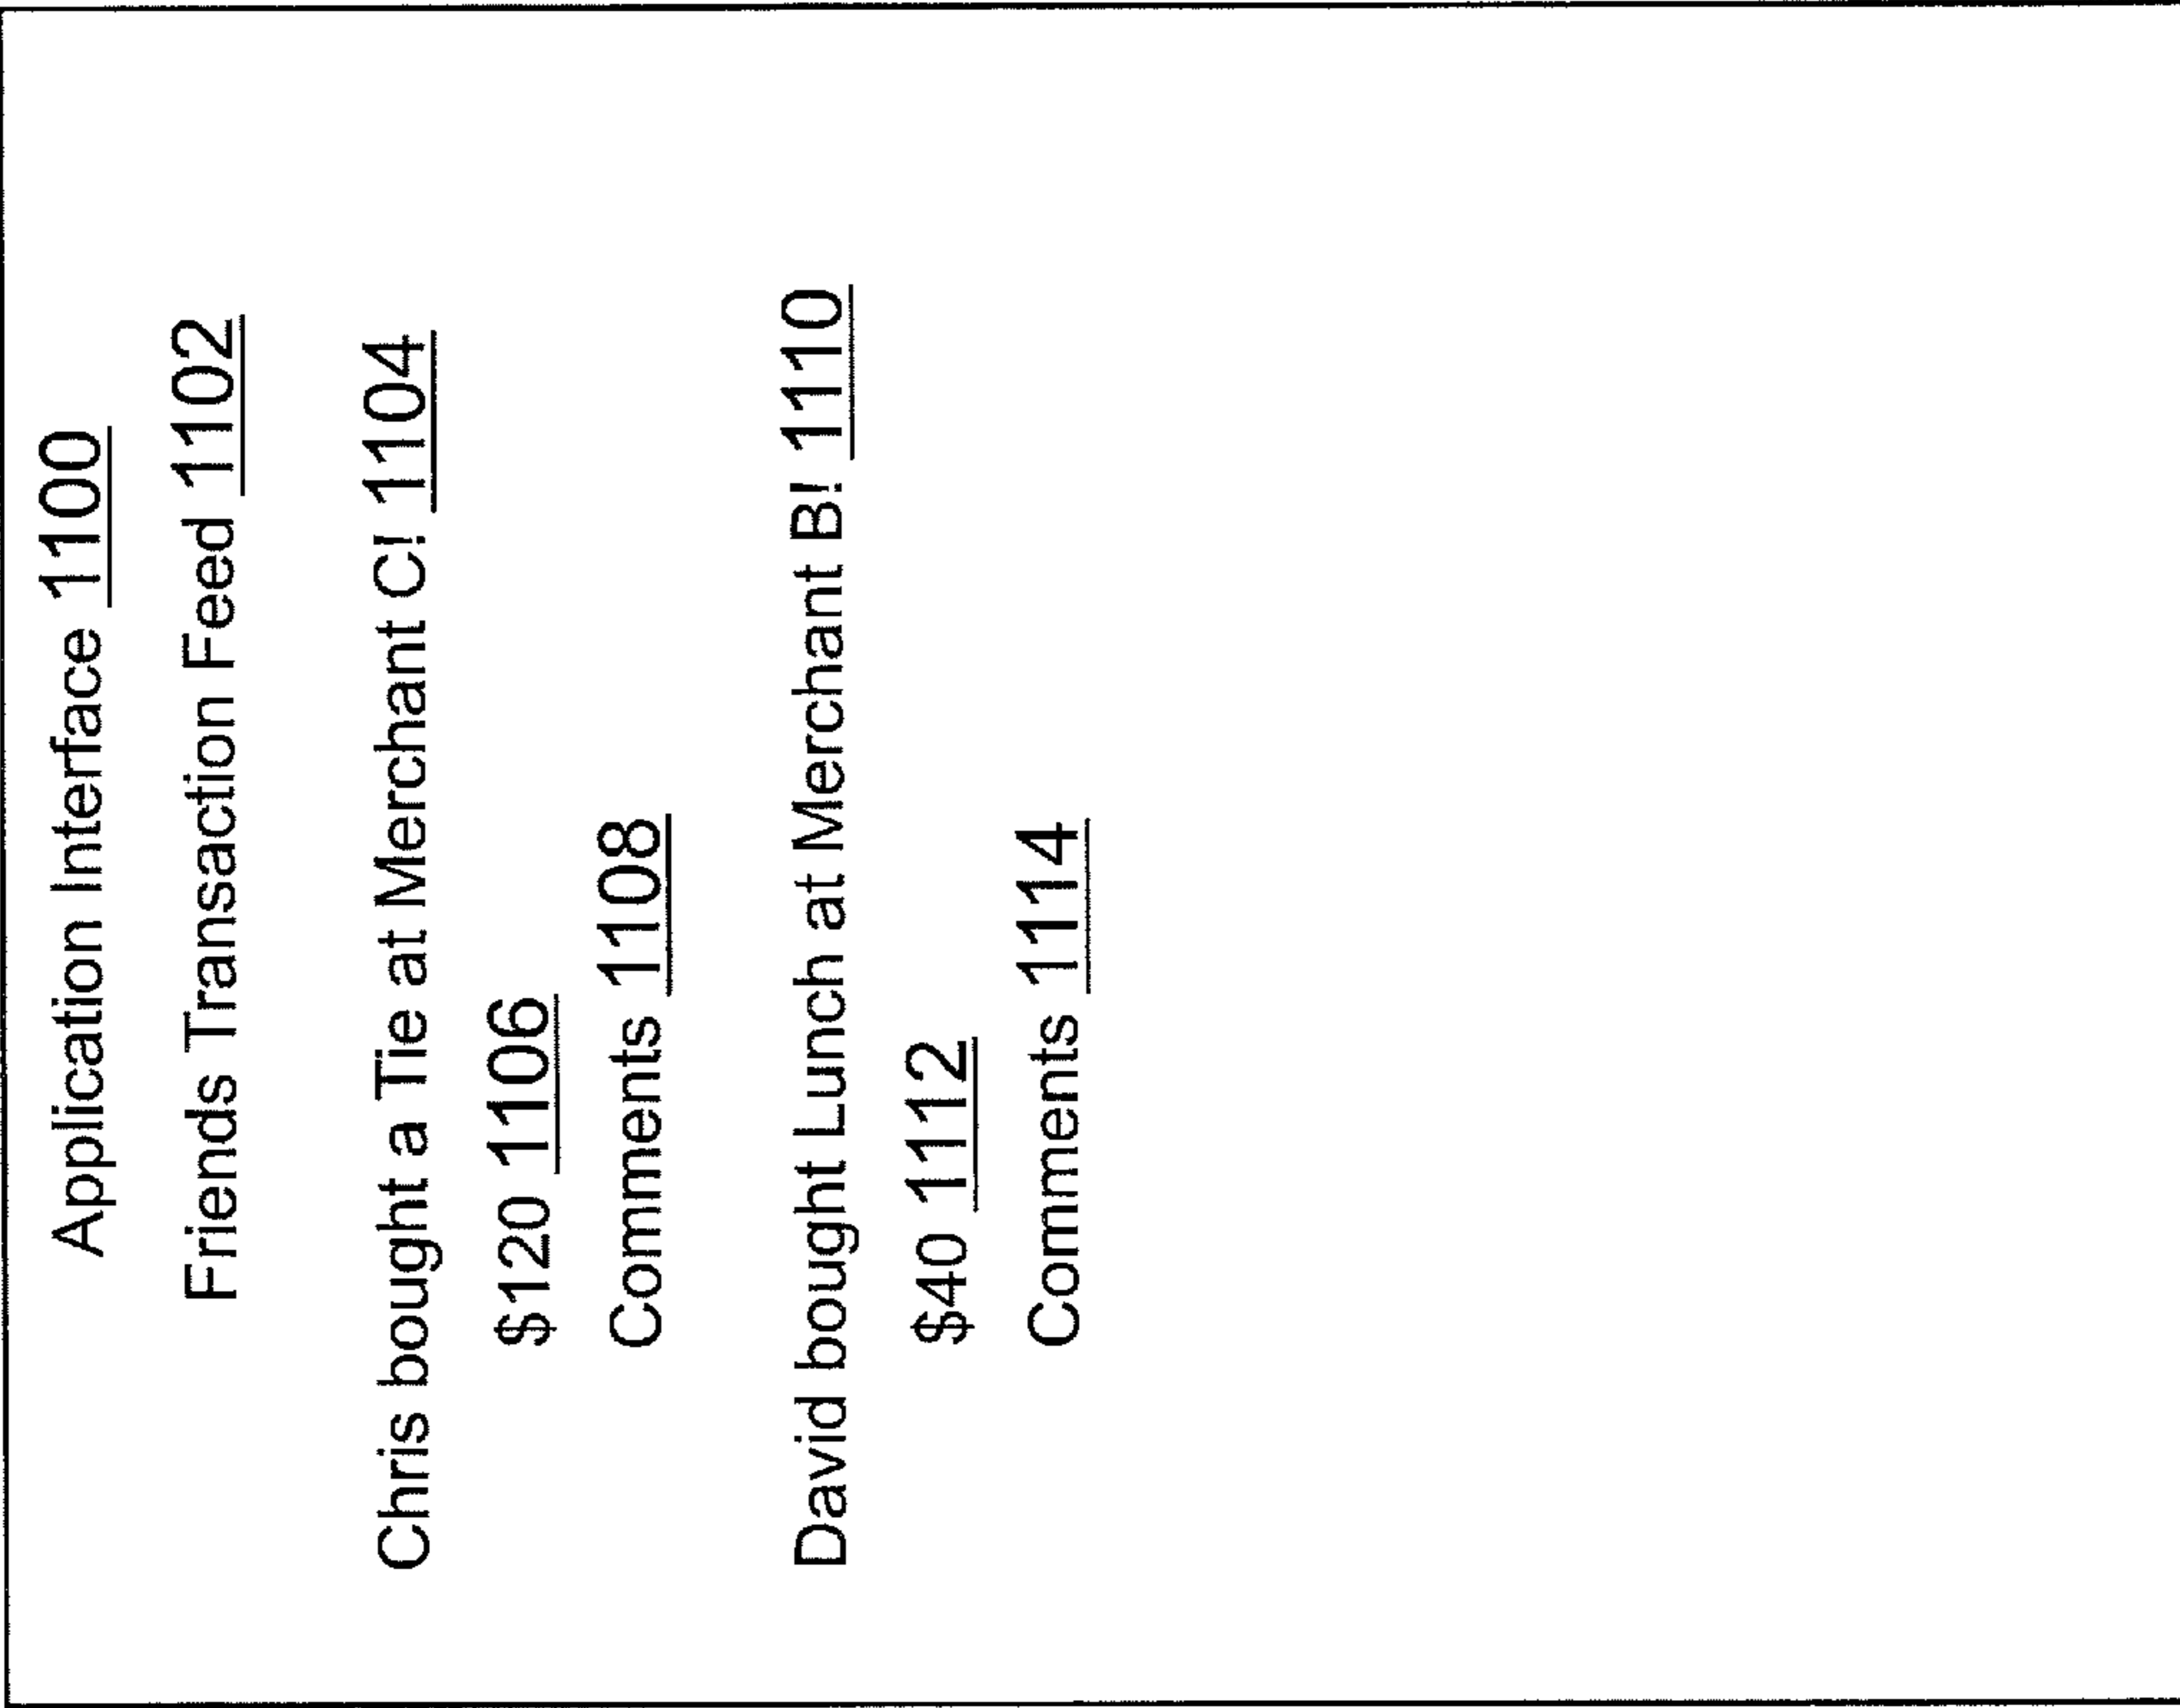 Application Interface 1100
Friends Transaction Feed 1102
Chris bought a Tie at Merchant C! 1104
$120 1106
Comments 1108
David bought Lunch at Merchant B! 1110
$40 1112
Comments 1114